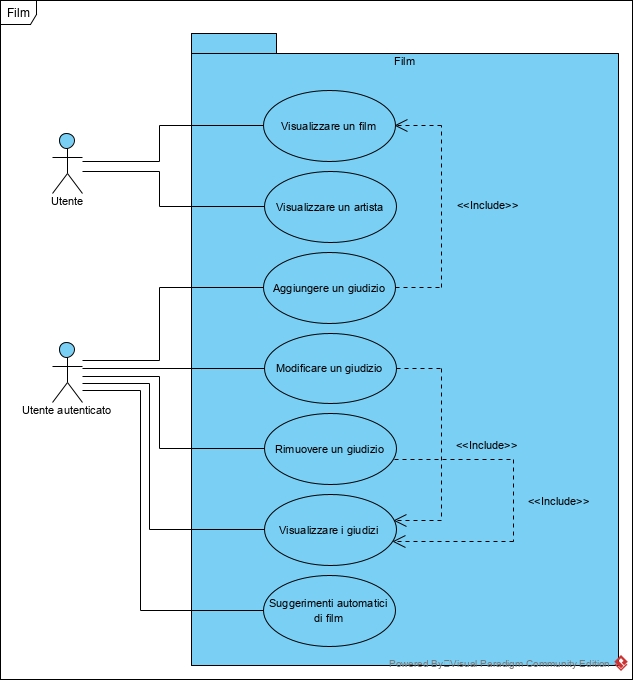 Film
Film
Visualizzare un film
Utente
Visualizzare un artista
<<Include>>
Aggiungere un giudizio
Modificare un giudizio
Utente autenticato
Rimuovere un giudizio
<<Include>>
<<Include>>
Visualizzare i giudizi
Suggerimenti automatici
di film
Powered By Visual Paradigm Community Edition